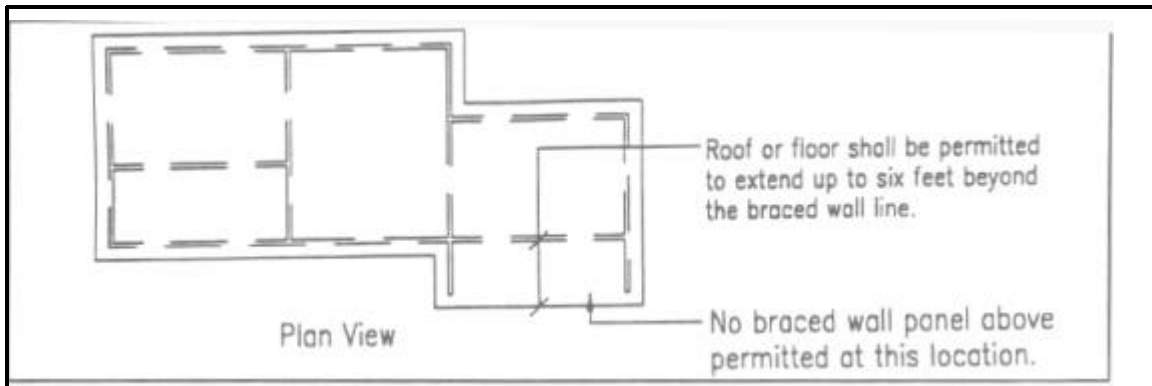 Roof or floor shall be permitted
to extend up to six feet beyond
the braced wall line.
Plan View
No braced wall panel above
permitted at this location.